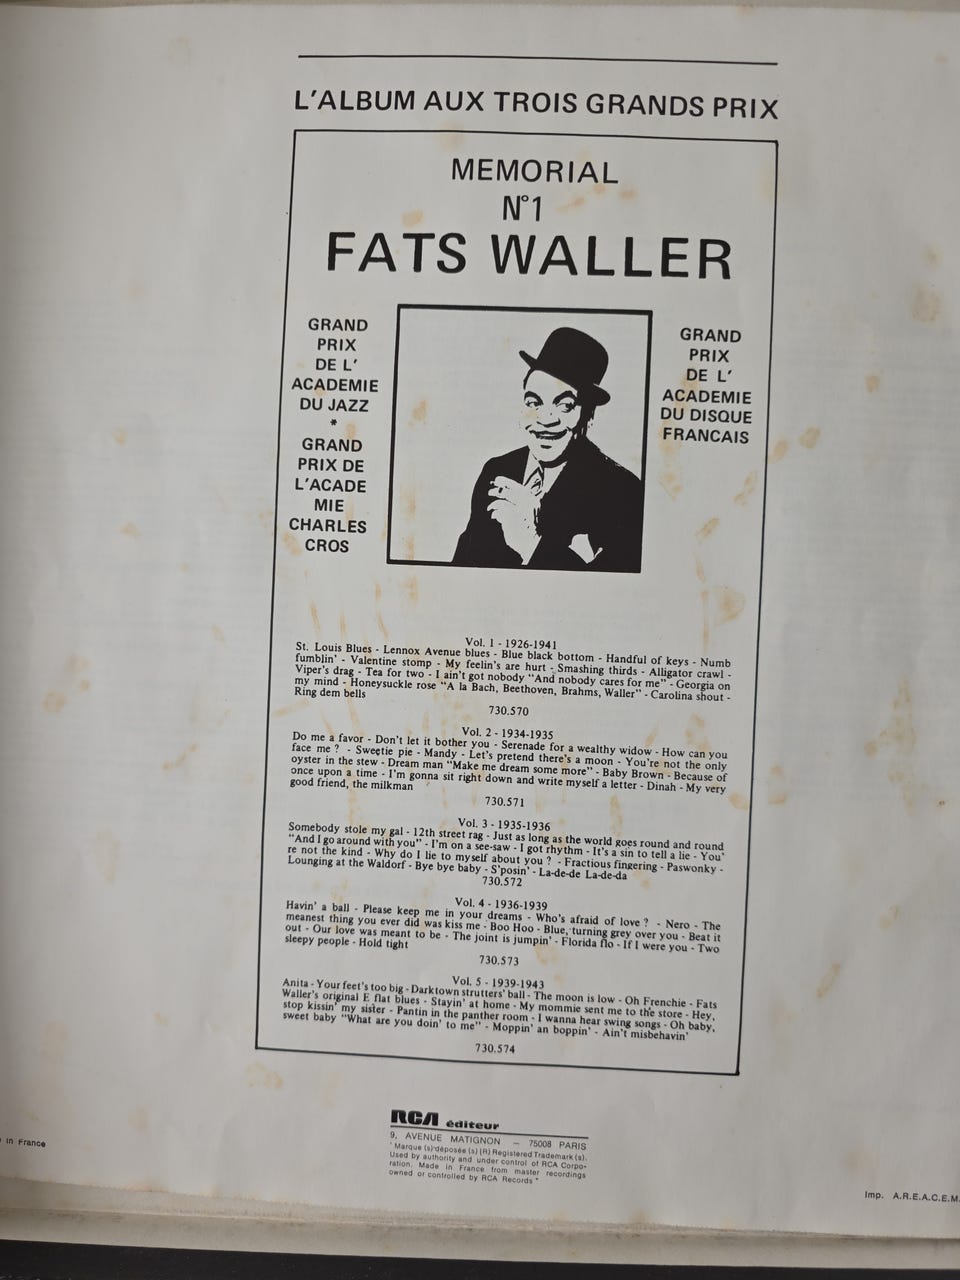 L'ALBUM AUX TROIS GRANDS PRIX
MEMORIAL
N°1
FATS WALLER
GRAND
PRIX
DE L'
ACADEMIE
DU JAZZ
*
GRAND
PRIX DE
L'ACADE
MIE
CHARLES
CROS
GRAND
PRIX
DE L'
ACADEMIE
DU DISQUE
FRANCAIS
Vol. 1 - 1926-1941
St. Louis Blues - Lennox Avenue blues - Blue black bottom - Handful of keys - Numb
fumblin' - Valentine stomp - My feelin's are hurt - Smashing thirds - Alligator crawl -
Viper's drag - Tea for two - I ain't got nobody "And nobody cares for me" - Georgia on
my mind - Honeysuckle rose "A la Bach, Beethoven, Brahms, Waller" - Carolina shout -
Ring dem bells
730.570
Vol. 2 - 1934-1935
Do me a favor - Don't let it bother you - Serenade for a wealthy widow - How can you
face me ? - Sweetie pie - Mandy - Let's pretend there's a moon - You're not the only
oyster in the stew - Dream man "Make me dream some more" - Baby Brown - Because of
once upon a time - I'm gonna sit right down and write myself a letter - Dinah - My very
good friend, the milkman
730.571
Vol. 3 - 1935-1936
Somebody stole my gal - 12th street rag - Just as long as the world goes round and round
"And I go around with you" - I'm on a see-saw - I got rhythm - It's a sin to tell a lie - You'
re not the kind - Why do I lie to myself about you ? - Fractious fingering - Paswonky -
Lounging at the Waldorf - Bye bye baby - S'posin' - La-de-de La-de-da
730.572
Vol. 4 - 1936-1939
Havin' a ball - Please keep me in your dreams - Who's afraid of love ? - Nero - The
meanest thing you ever did was kiss me - Boo Hoo - Blue, turning grey over you - Beat it
out - Our love was meant to be - The joint is jumpin' - Florida flo - If I were you - Two
sleepy people - Hold tight
730.573
Vol. 5 - 1939-1943
Anita - Your feet's too big - Darktown strutters' ball - The moon is low - Oh Frenchie - Fats
Waller's original E flat blues - Stayin' at home - My mommie sent me to the store - Hey,
stop kissin' my sister - Pantin in the panther room - I wanna hear swing songs - Oh baby,
sweet baby "What are you doin' to me" - Moppin' an boppin' - Ain't misbehavin'
730.574
RCA éditeur
9, AVENUE MATIGNON — 75008 PARIS
"Marque (s) déposée (s) (R) Registered Trademark (s).
Used by authority and under control of RCA Corpo-
ration. Made in France from master recordings
owned or controlled by RCA Records"
in France
Imp. A.R.E.A.C.E.M.